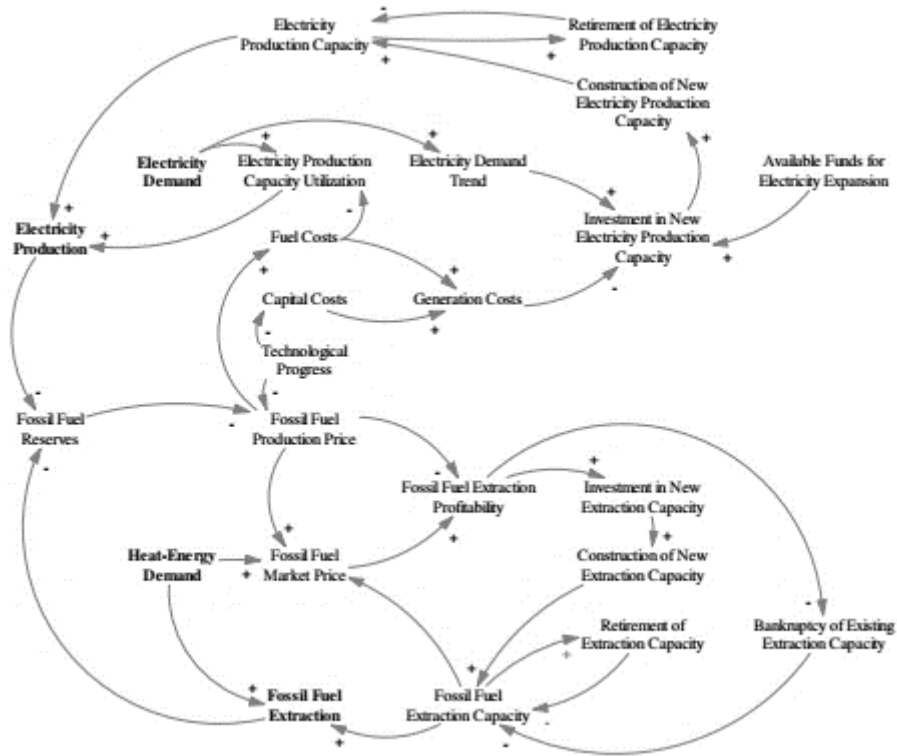 Electricity
Production Capacity
Retirement of Electricity
Production Capacity
Construction of New
Electricity Production
Capacity
Electricity
Demand
Electricity Production
Capacity Utilization
Electricity Demand
Trend
Available Funds for
Electricity Expansion
Electricity
Production
Fuel Costs
Investment in New
Electricity Production
Capacity
Capital Costs
Generation Costs
Technological
Progress
Fossil Fuel
Reserves
Fossil Fuel
Production Price
Fossil Fuel Extraction
Profitability
Investment in New
Extraction Capacity
Heat-Energy
Demand
Fossil Fuel
Market Price
Construction of New
Extraction Capacity
Retirement of
Extraction Capacity
Bankruptcy of Existing
Extraction Capacity
Fossil Fuel
Extraction
Fossil Fuel
Extraction Capacity